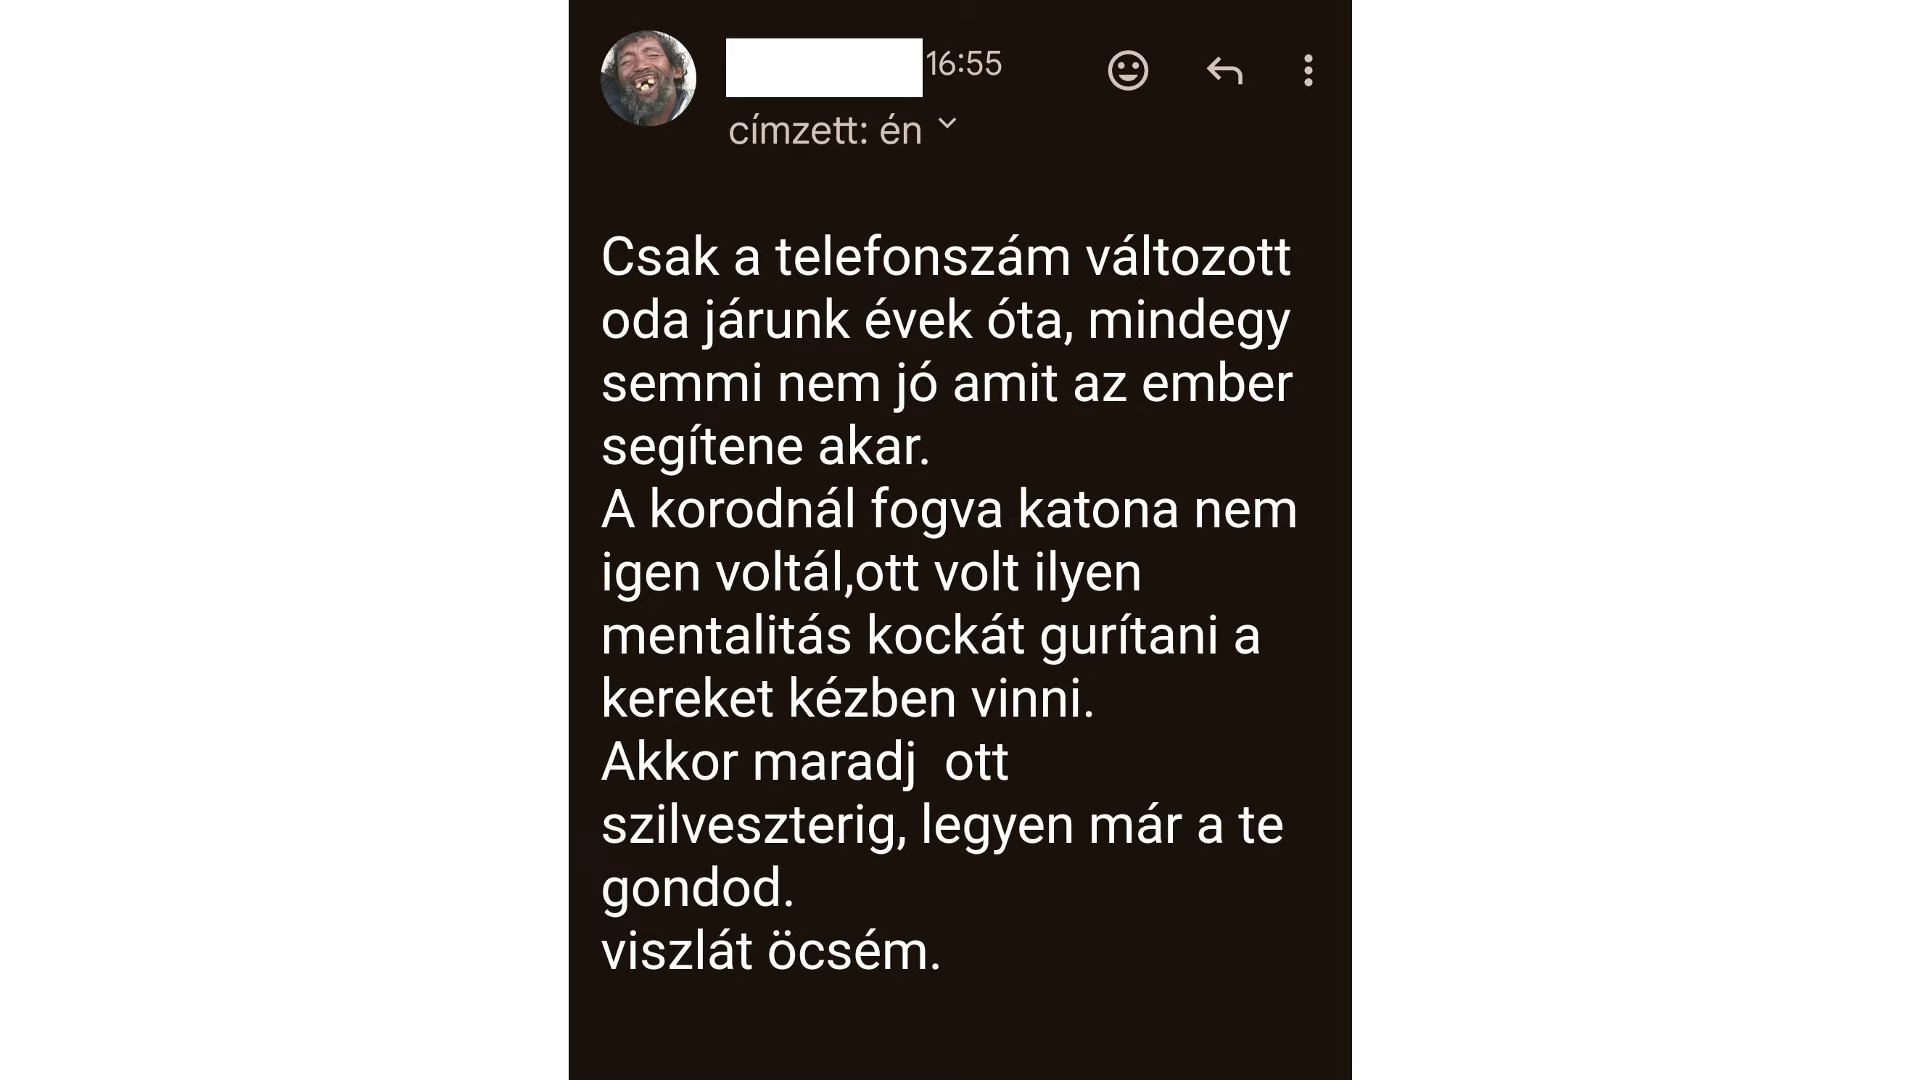 16:55
címzett: én
Csak a telefonszám változott
oda járunk évek óta, mindegy
semmi nem jó amit az ember
segítene akar.
A korodnál fogva katona nem
igen voltál,ott volt ilyen
mentalitás kockát gurítani a
kereket kézben vinni.
Akkor maradj  ott
szilveszterig, legyen már a te
gondod.
viszlát öcsém.